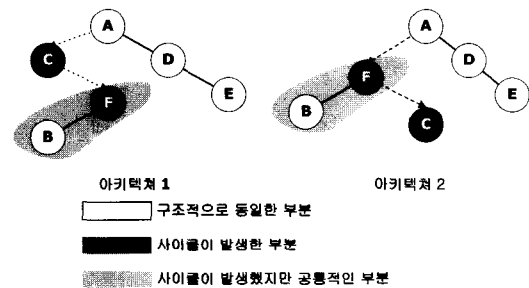 A A
C D F D
F E E
B B C
아키텍쳐 1 아키텍쳐 2
구조적으로 동일한 부분
사이클이 발생한 부분
사이클이 발생했지만 공통적인 부분